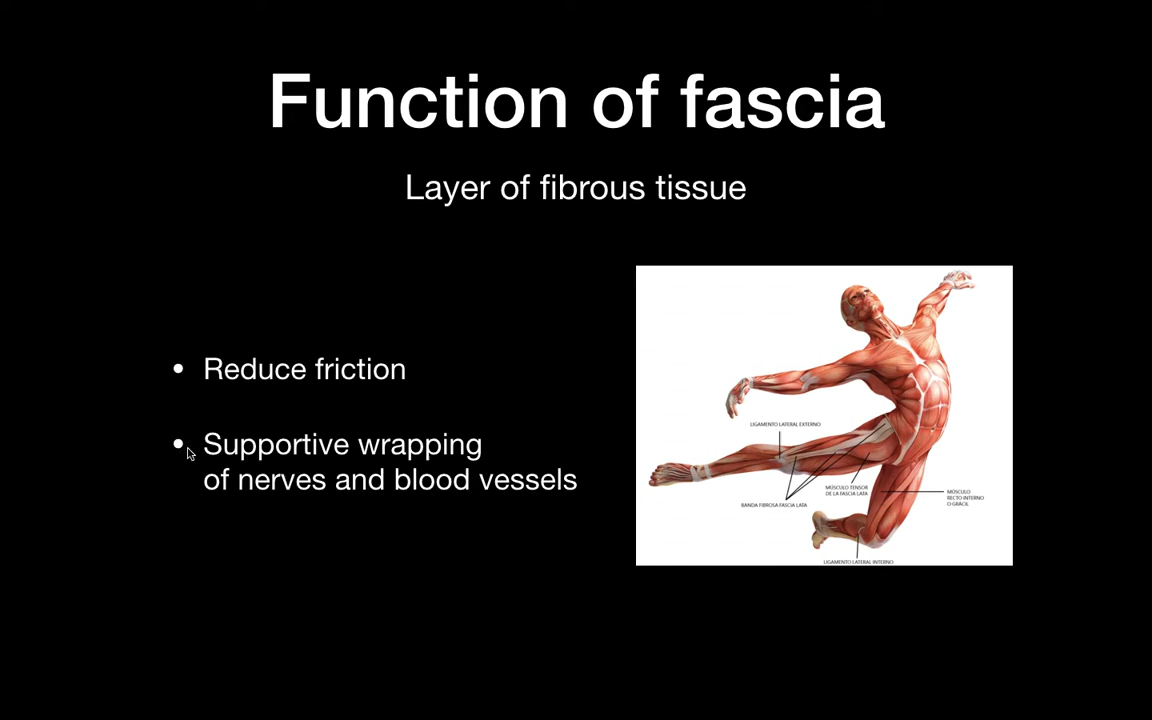 Function of fascia
Layer of fibrous tissue
• Reduce friction
• Supportive wrapping
of nerves and blood vessels
LIGAMENTO LATERAL EXTERNO
BANDA FIBROSA FASCIA LATA
MÚSCULO TENSOR
DE LA FASCIA LATA
MÚSCULO
RECTO INTERNO
O GRÁCIL
LIGAMENTO LATERAL INTERNO